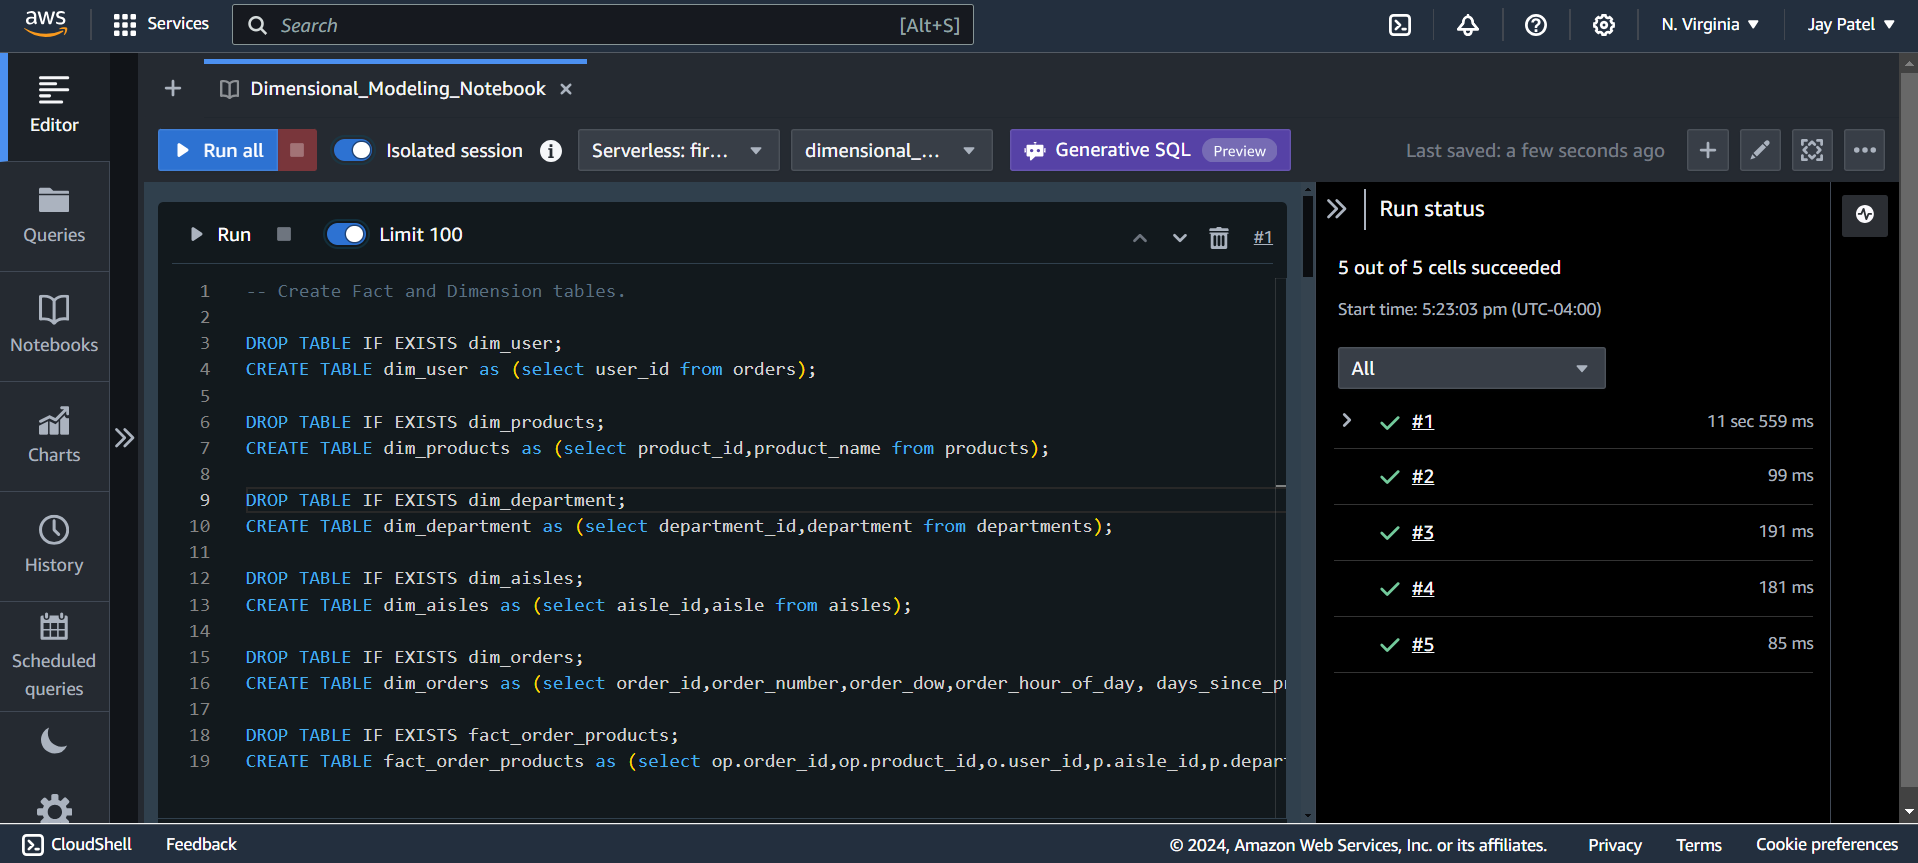 aws
Services
Search
[Alt+S]
N. Virginia
Jay Patel
Editor
Queries
Notebooks
Charts
History
Scheduled
queries
Dimensional_Modeling_Notebook
Run all
Isolated session
Serverless: fir...
dimensional_...
Generative SQL Preview
Last saved: a few seconds ago
Run
Limit 100
#1
1 -- Create Fact and Dimension tables.
2
3 DROP TABLE IF EXISTS dim_user;
4 CREATE TABLE dim_user as (select user_id from orders);
5
6 DROP TABLE IF EXISTS dim_products;
7 CREATE TABLE dim_products as (select product_id,product_name from products);
8
9 DROP TABLE IF EXISTS dim_department;
10 CREATE TABLE dim_department as (select department_id,department from departments);
11
12 DROP TABLE IF EXISTS dim_aisles;
13 CREATE TABLE dim_aisles as (select aisle_id,aisle from aisles);
14
15 DROP TABLE IF EXISTS dim_orders;
16 CREATE TABLE dim_orders as (select order_id,order_number,order_dow,order_hour_of_day, days_since_p
17
18 DROP TABLE IF EXISTS fact_order_products;
19 CREATE TABLE fact_order_products as (select op.order_id,op.product_id,o.user_id,p.aisle_id,p.depar
Run status
5 out of 5 cells succeeded
Start time: 5:23:03 pm (UTC-04:00)
All
#1 11 sec 559 ms
#2 99 ms
#3 191 ms
#4 181 ms
#5 85 ms
CloudShell
Feedback
© 2024, Amazon Web Services, Inc. or its affiliates.
Privacy
Terms
Cookie preferences